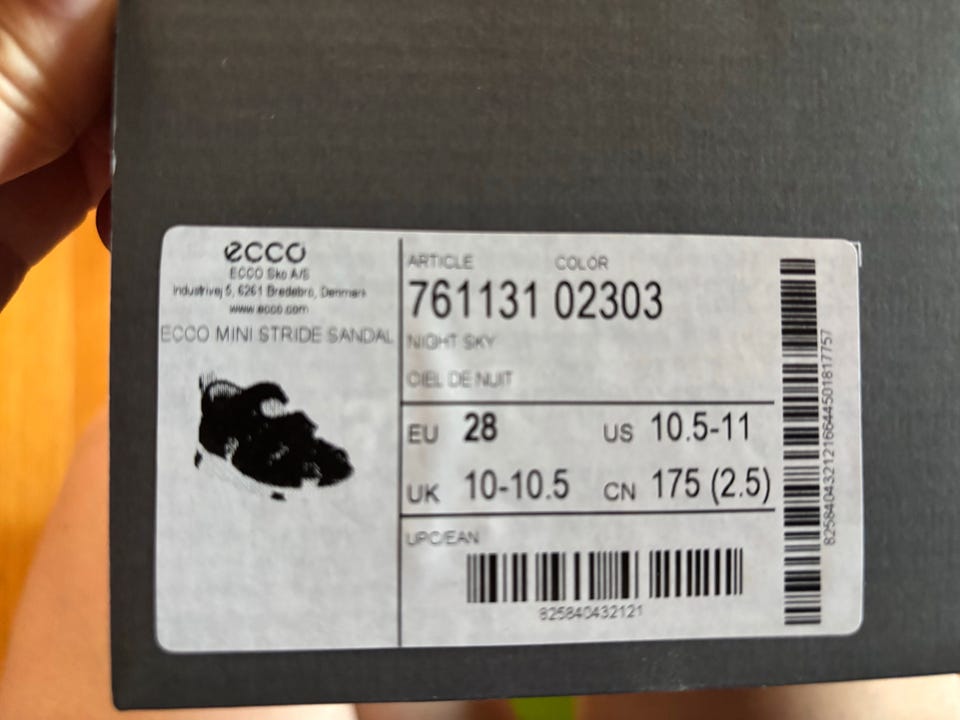 ecco
ECCO Sko A/S
Industrivej 5, 6261 Bredebro, Denmark
www.ecco.com
ECCO MINI STRIDE SANDAL
ARTICLE COLOR
761131 02303
NIGHT SKY
CIEL DE NUIT
EU 28 US 10.5-11
UK 10-10.5 CN 175 (2.5)
UPC/EAN
825840432121
8258404321216644501817757